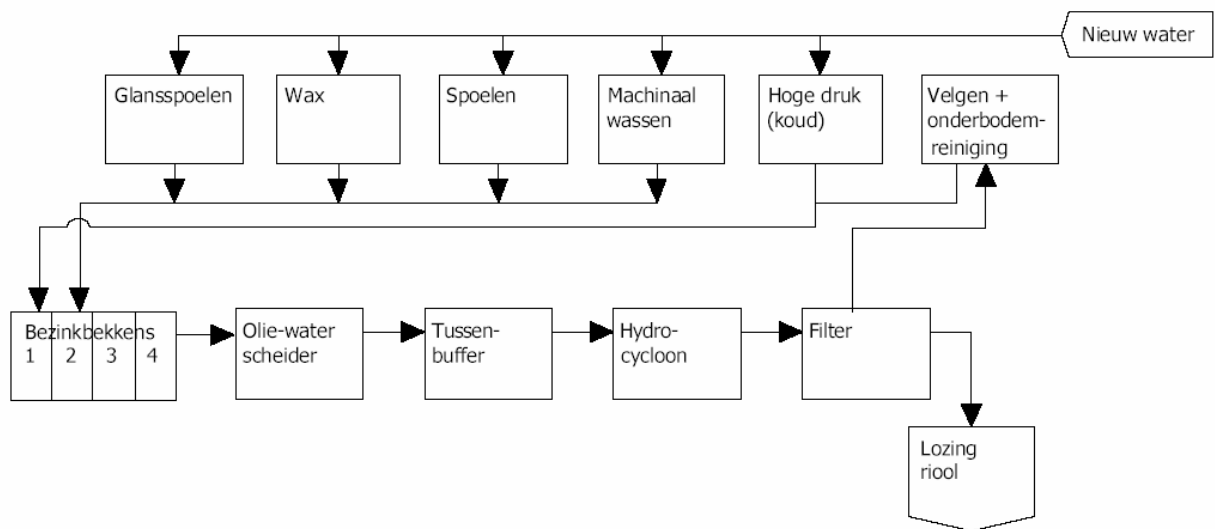 Nieuw water
Glansspoelen
Wax
Spoelen
Machinaal
wassen
Hoge druk
(koud)
Velgen +
onderbodem-
reiniging
Bezinkbekkens
1 2 3 4
Olie-water
scheider
Tussen-
buffer
Hydro-
cycloon
Filter
Lozing
riool